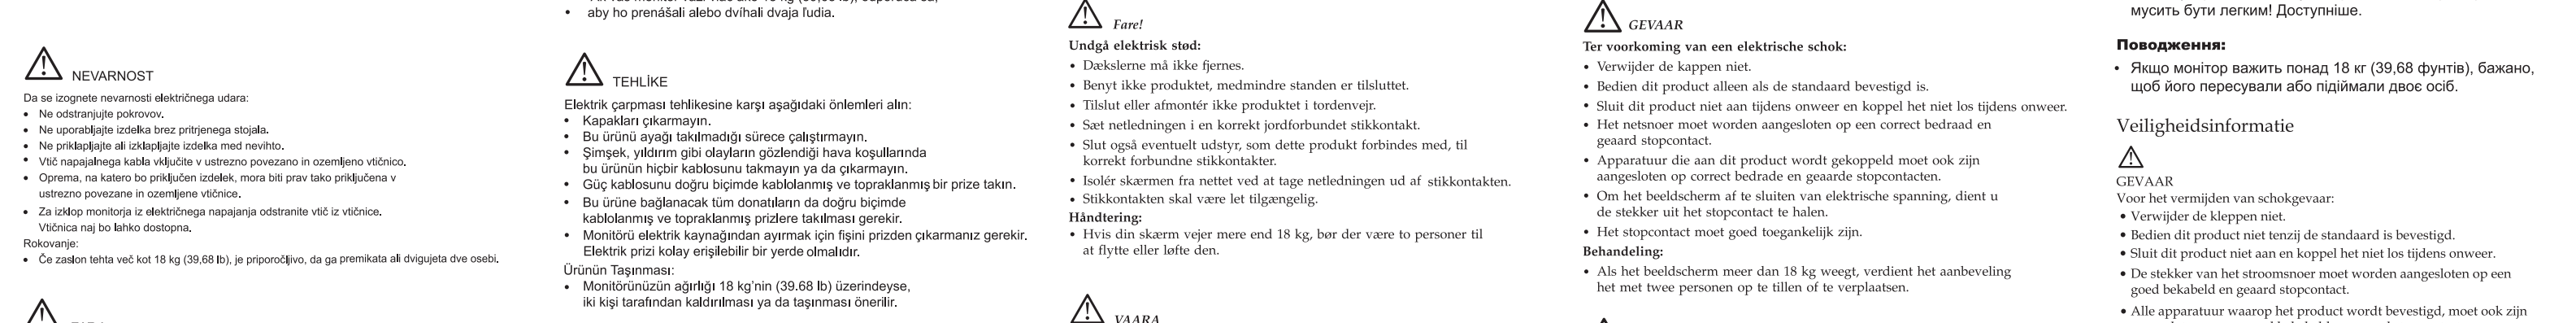 NEVARNOST
Da se izognete nevarnosti električnega udara:
• Ne odstranjujte pokrovov.
• Ne uporabljajte izdelka brez pritrjenega stojala.
• Ne priklapljajte ali izklapljajte izdelka med nevihto.
• Vtič napajalnega kabla vključite v ustrezno povezano in ozemljeno vtičnico.
• Oprema, na katero bo priključen izdelek, mora biti prav tako priključena v
ustrezno povezane in ozemljene vtičnice.
• Za izklop monitorja iz električnega napajanja odstranite vtič iz vtičnice.
Vtičnica naj bo lahko dostopna.
Rokovanje:
• Če zaslon tehta več kot 18 kg (39,68 lb), je priporočljivo, da ga premikata ali dvigujeta dve osebi.
• aby ho prenášali alebo dvíhali dvaja ľudia.
TEHLİKE
Elektrik çarpması tehlikesine karşı aşağıdaki önlemleri alın:
• Kapakları çıkarmayın.
• Bu ürünü ayağı takılmadığı sürece çalıştırmayın.
• Şimşek, yıldırım gibi olayların gözlendiği hava koşullarında
bu ürünün hiçbir kablosunu takmayın ya da çıkarmayın.
• Güç kablosunu doğru biçimde kablolanmış ve topraklanmış bir prize takın.
• Bu ürüne bağlanacak tüm donatıların da doğru biçimde
kablolanmış ve topraklanmış prizlere takılması gerekir.
• Monitörü elektrik kaynağından ayırmak için fişini prizden çıkarmanız gerekir.
Elektrik prizi kolay erişilebilir bir yerde olmalıdır.
Ürünün Taşınması:
• Monitörünüzün ağırlığı 18 kg'nin (39.68 lb) üzerindeyse,
iki kişi tarafından kaldırılması ya da taşınması önerilir.
Fare!
Undgå elektrisk stød:
• Dækslerne må ikke fjernes.
• Benyt ikke produktet, medmindre standen er tilsluttet.
• Tilslut eller afmontér ikke produktet i tordenvejr.
• Sæt netledningen i en korrekt jordforbundet stikkontakt.
• Slut også eventuelt udstyr, som dette produkt forbindes med, til
korrekt forbundne stikkontakter.
• Isolér skærmen fra nettet ved at tage netledningen ud af stikkontakten.
• Stikkontakten skal være let tilgængelig.
Håndtering:
• Hvis din skærm vejer mere end 18 kg, bør der være to personer til
at flytte eller løfte den.
VAARA
GEVAAR
Ter voorkoming van een elektrische schok:
• Verwijder de kappen niet.
• Bedien dit product alleen als de standaard bevestigd is.
• Sluit dit product niet aan tijdens onweer en koppel het niet los tijdens onweer.
• Het netsnoer moet worden aangesloten op een correct bedraad en
geaard stopcontact.
• Apparatuur die aan dit product wordt gekoppeld moet ook zijn
aangesloten op correct bedrade en geaarde stopcontacten.
• Om het beeldscherm af te sluiten van elektrische spanning, dient u
de stekker uit het stopcontact te halen.
• Het stopcontact moet goed toegankelijk zijn.
Behandeling:
• Als het beeldscherm meer dan 18 kg weegt, verdient het aanbeveling
het met twee personen op te tillen of te verplaatsen.
мусить бути легким! Доступніше.
Поводження:
• Якщо монітор важить понад 18 кг (39,68 фунтів), бажано,
щоб його пересували або підіймали двоє осіб.
Veiligheidsinformatie
GEVAAR
Voor het vermijden van schokgevaar:
• Verwijder de kleppen niet.
• Bedien dit product niet tenzij de standaard is bevestigd.
• Sluit dit product niet aan en koppel het niet los tijdens onweer.
• De stekker van het stroomsnoer moet worden aangesloten op een
goed bekabeld en geaard stopcontact.
• Alle apparatuur waarop het product wordt bevestigd, moet ook zijn